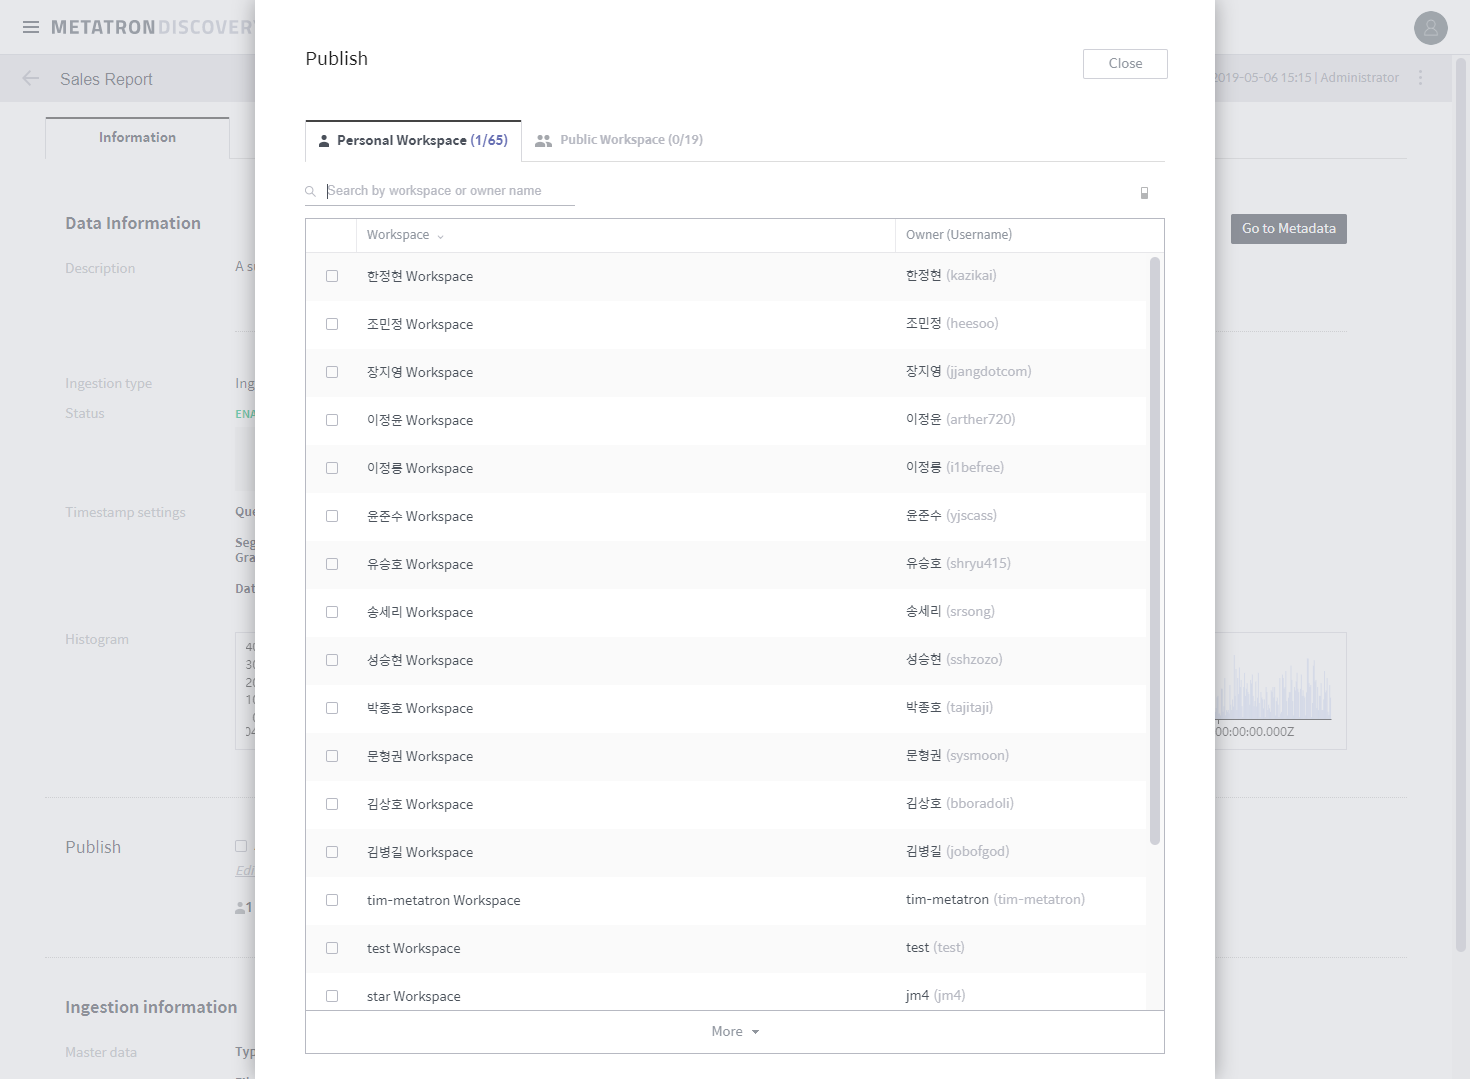 METATRON DISCOVERY
Sales Report
2019-05-06 15:15 | Administrator
Information
Data Information
Go to Metadata
Description
Ingestion type
Status
Timestamp settings
Histogram
00:00:00.000Z
Publish
1
Ingestion information
Master data
Publish
Close
Personal Workspace (1/65)
Public Workspace (0/19)
Search by workspace or owner name
Workspace
Owner (Username)
한정현 Workspace
한정현 (kazikai)
조민정 Workspace
조민정 (heesoo)
장지영 Workspace
장지영 (jjangdotcom)
이정윤 Workspace
이정윤 (arther720)
이정룡 Workspace
이정룡 (i1befree)
윤준수 Workspace
윤준수 (yjscass)
유승호 Workspace
유승호 (shryu415)
송세리 Workspace
송세리 (srsong)
성승현 Workspace
성승현 (sshzozo)
박종호 Workspace
박종호 (tajitaji)
문형권 Workspace
문형권 (sysmoon)
김상호 Workspace
김상호 (bboradoli)
김병길 Workspace
김병길 (jobofgod)
tim-metatron Workspace
tim-metatron (tim-metatron)
test Workspace
test (test)
star Workspace
jm4 (jm4)
More